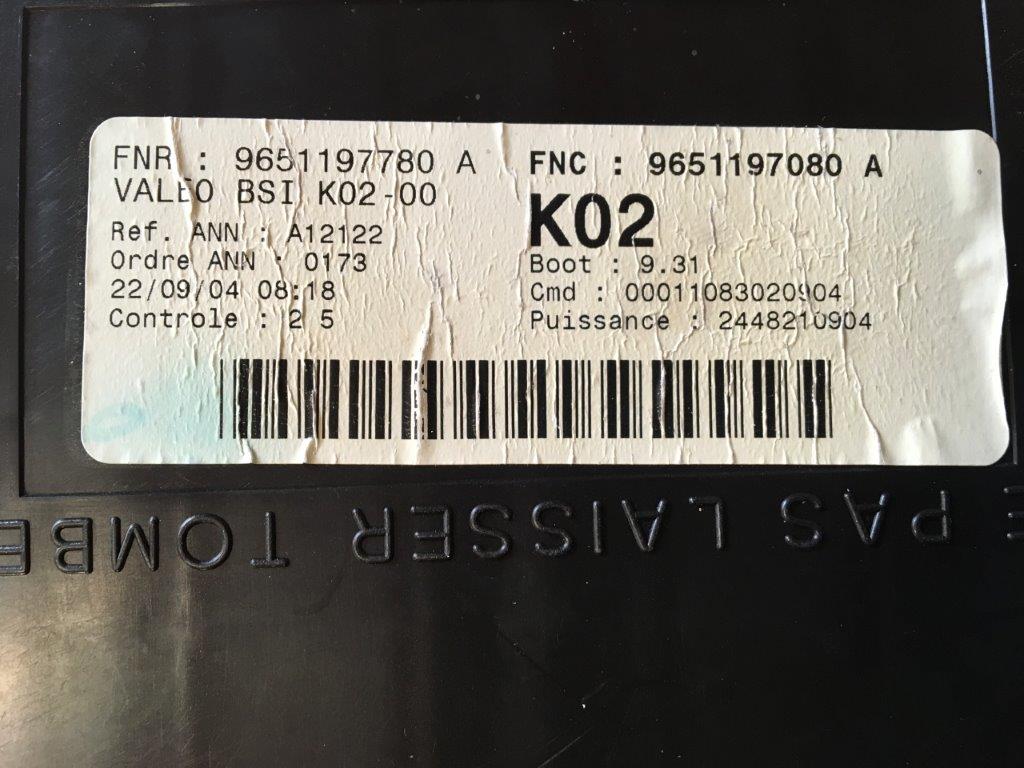 FNR : 9651197780 A
VALEO BSI K02-00
Ref. ANN : A12122
Ordre ANN : 0173
22/09/04 08:18
Controle : 2 5
FNC : 9651197080 A
K02
Boot : 9.31
Cmd : 00011083020904
Puissance : 2448210904
E PAS LAISSER TOMBE